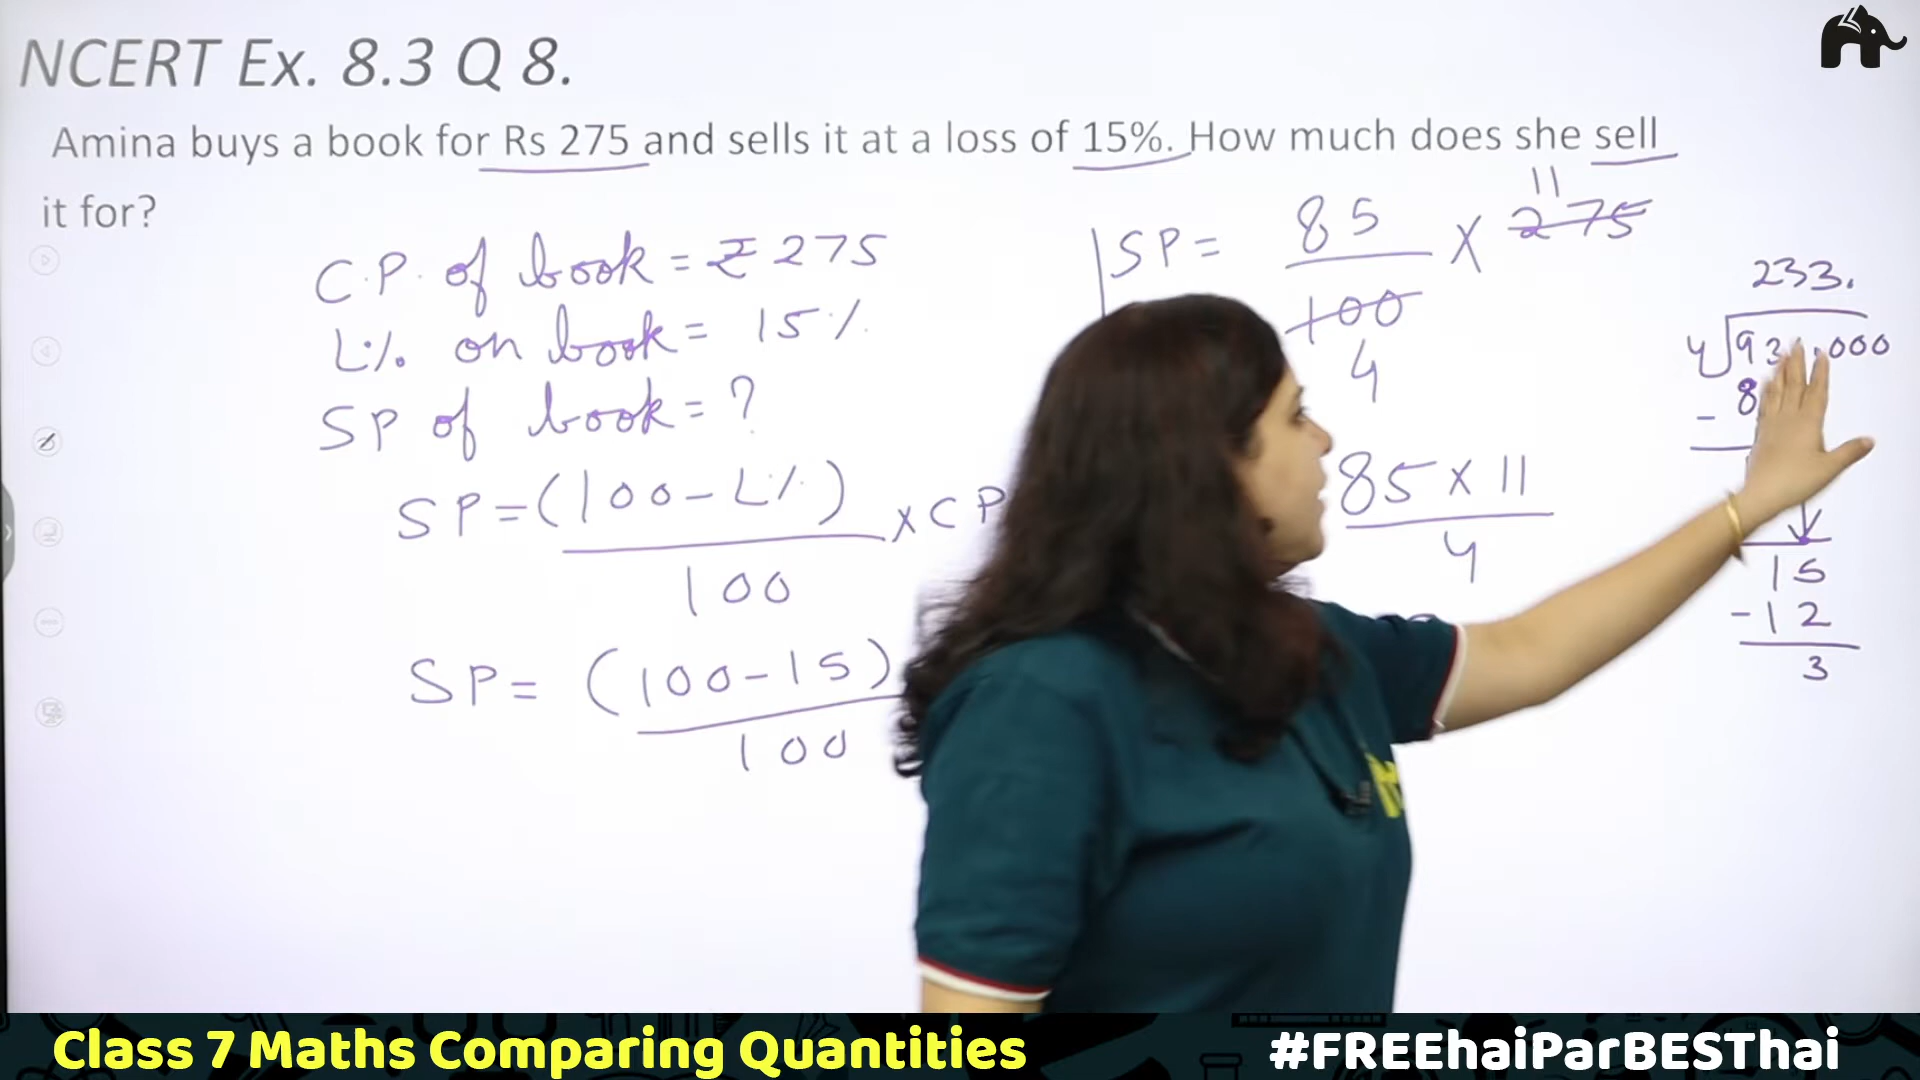 NCERT Ex. 8.3 Q 8.
Amina buys a book for Rs 275 and sells it at a loss of 15%. How much does she sell
it for?
C.P. of book = ₹ 275
L% on book = 15%
SP of book = ?
SP = (100 - L%) × CP
100
SP = (100 - 15)
100
SP = 85 × 275
11
100
4
85 × 11
4
233.
4 000
- 8
15
- 12
3
Class 7 Maths Comparing Quantities
#FREEhaiParBESThai